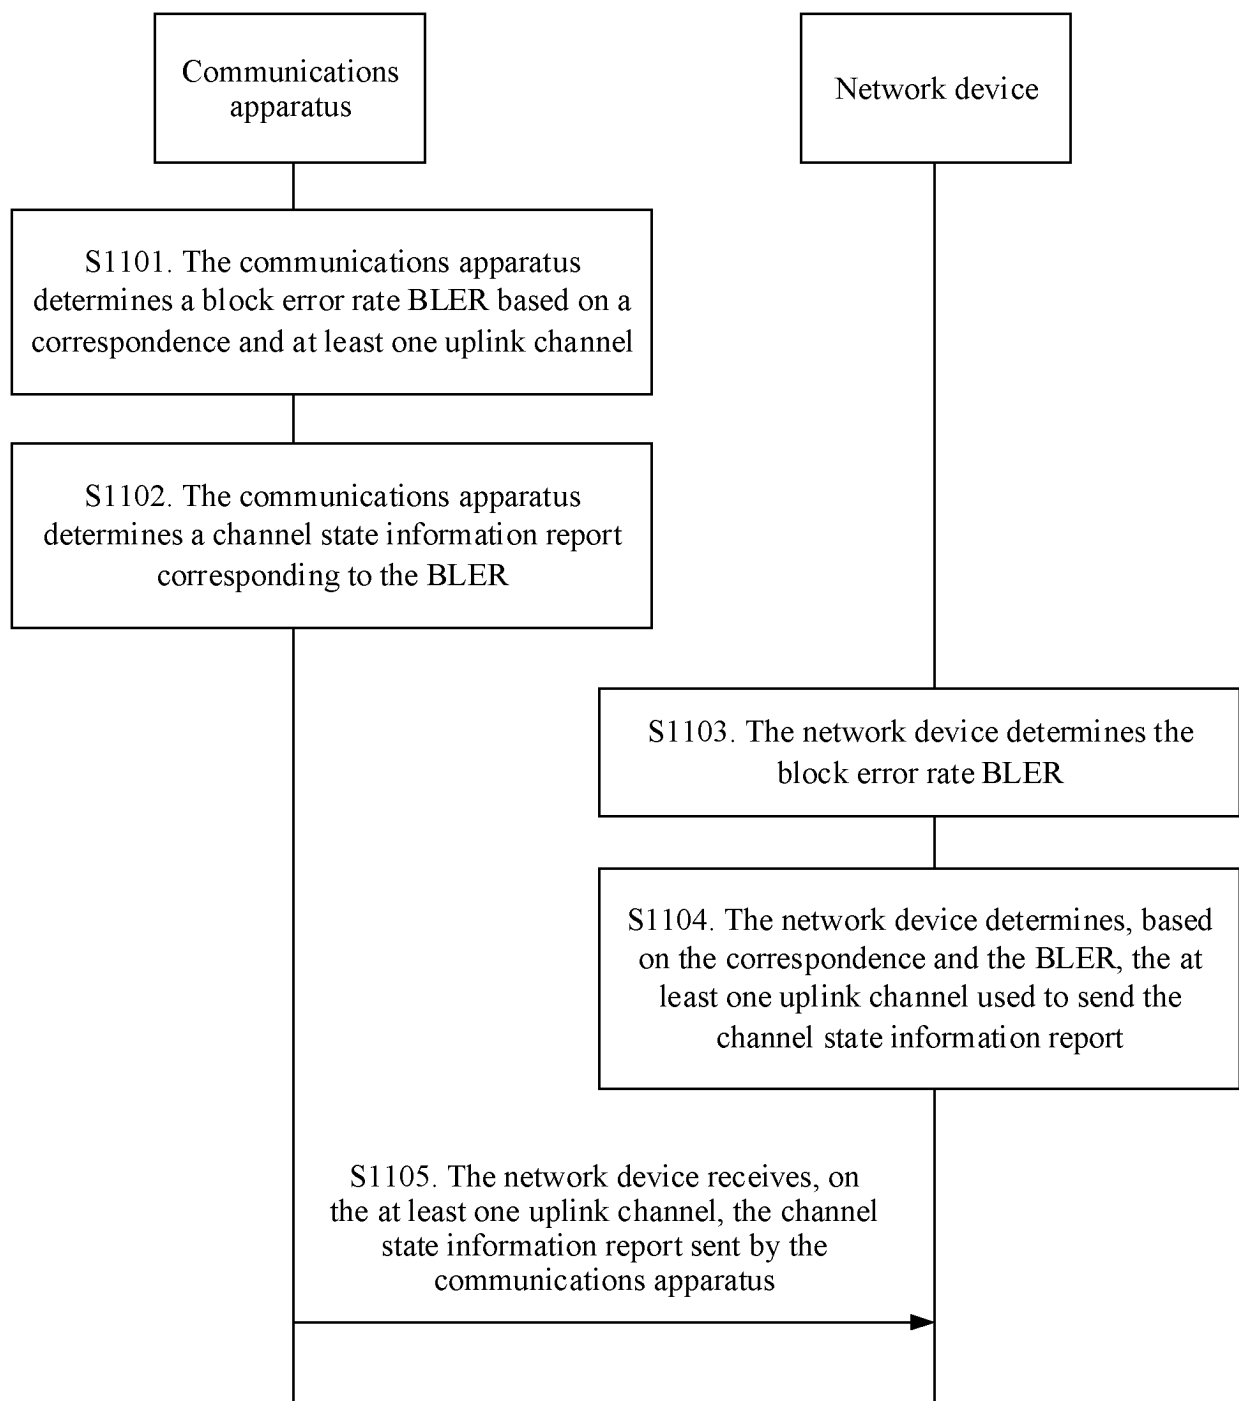 Communications
apparatus
Network device
S1101. The communications apparatus
determines a block error rate BLER based on a
correspondence and at least one uplink channel
S1102. The communications apparatus
determines a channel state information report
corresponding to the BLER
S1103. The network device determines the
block error rate BLER
S1104. The network device determines, based
on the correspondence and the BLER, the at
least one uplink channel used to send the
channel state information report
S1105. The network device receives, on
the at least one uplink channel, the channel
state information report sent by the
communications apparatus